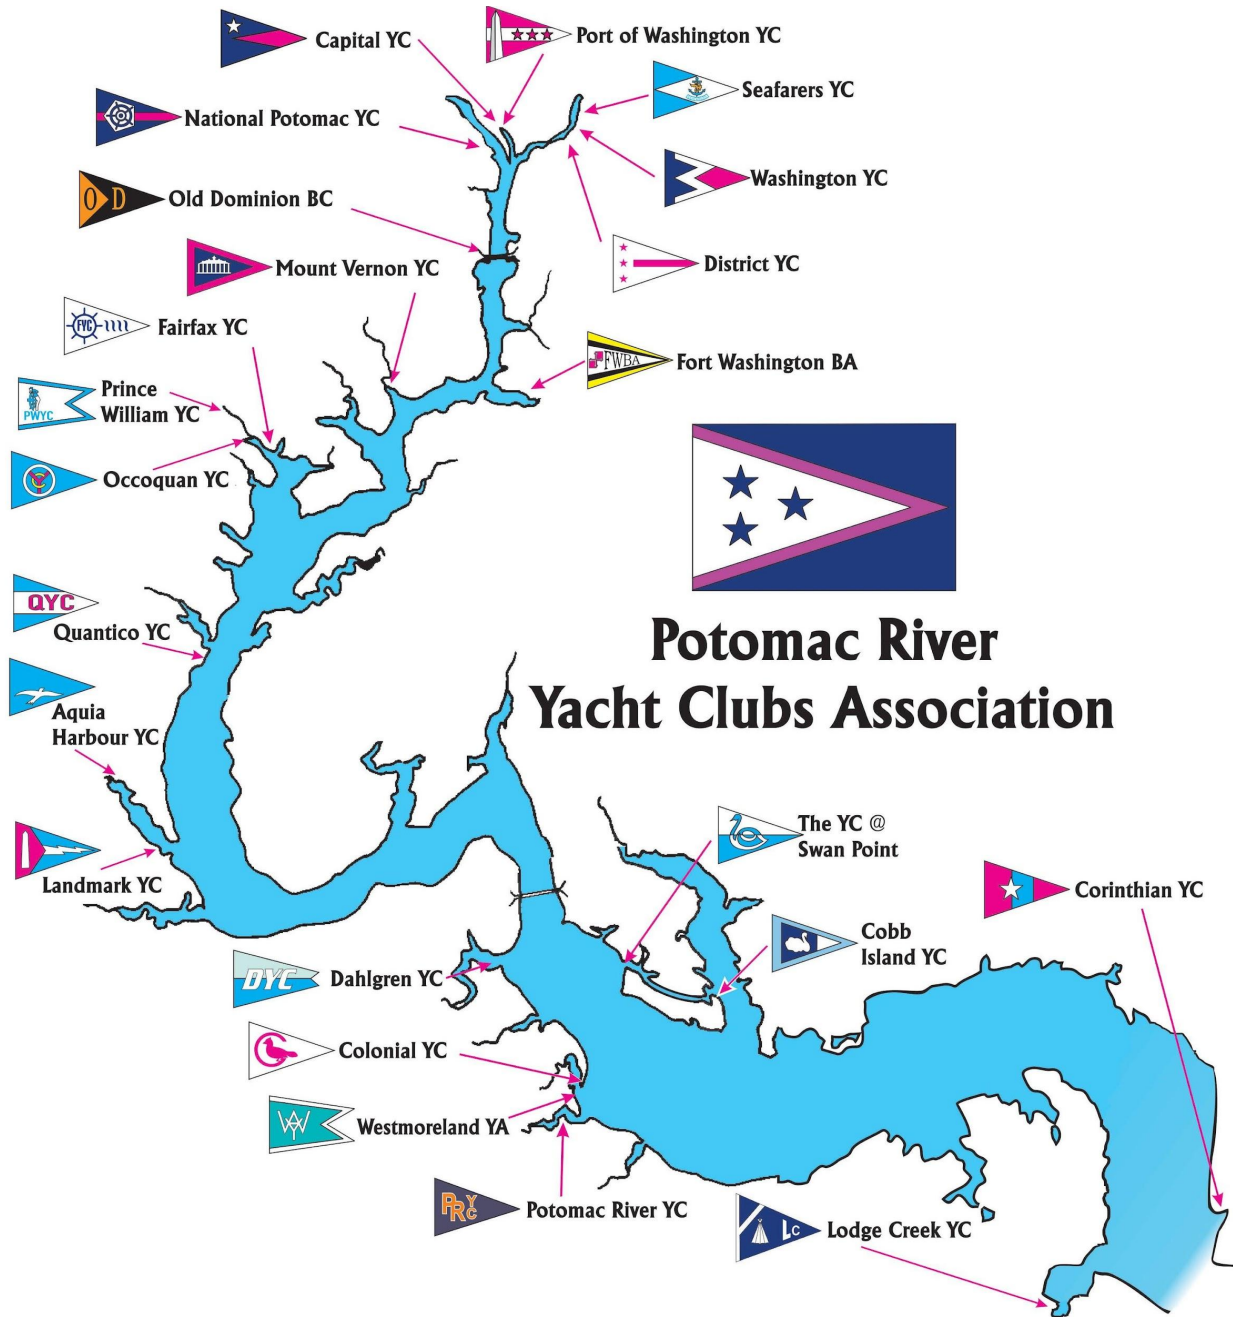 Capital YC
Port of Washington YC
Seafarers YC
National Potomac YC
Washington YC
O D
Old Dominion BC
District YC
Mount Vernon YC
FYC
Fairfax YC
FWBA
Fort Washington BA
PWYC
Prince
William YC
Occoquan YC
QYC
Quantico YC
Potomac River
Yacht Clubs Association
Aqua
Harbour YC
Landmark YC
The YC @
Swan Point
Corinthian YC
Cobb
Island YC
DYC
Dahlgren YC
Colonial YC
Westmoreland YA
PRYC
Potomac River YC
LC
Lodge Creek YC